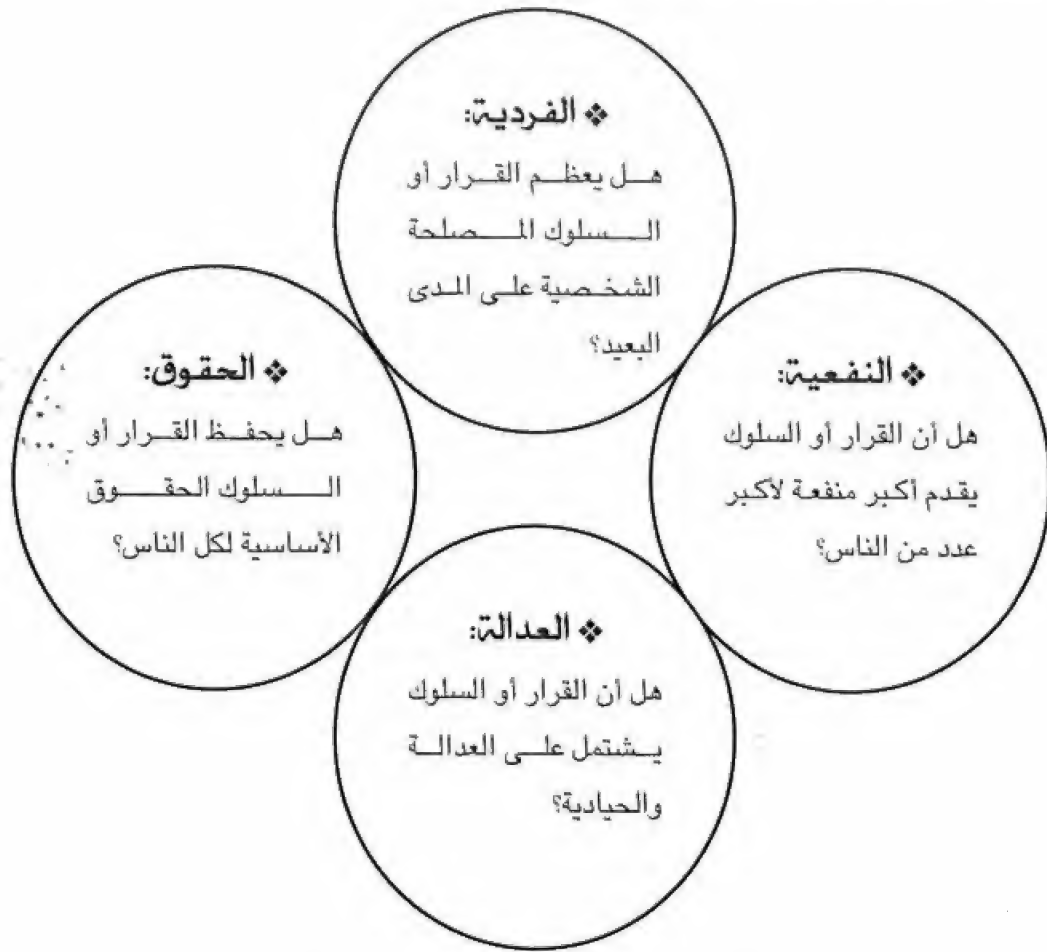 ❖ الفردية:
هل يعظم القرار أو
السلوك المصلحة
الشخصية على المدى
البعيد؟
❖ النفعية:
هل أن القرار أو السلوك
يقدم أكبر منفعة لأكبر
عدد من الناس؟
❖ الحقوق:
هل يحفظ القرار أو
السلوك الحقوق
الأساسية لكل الناس؟
❖ العدالة:
هل أن القرار أو السلوك
يشتمل على العدالة
والحيادية؟